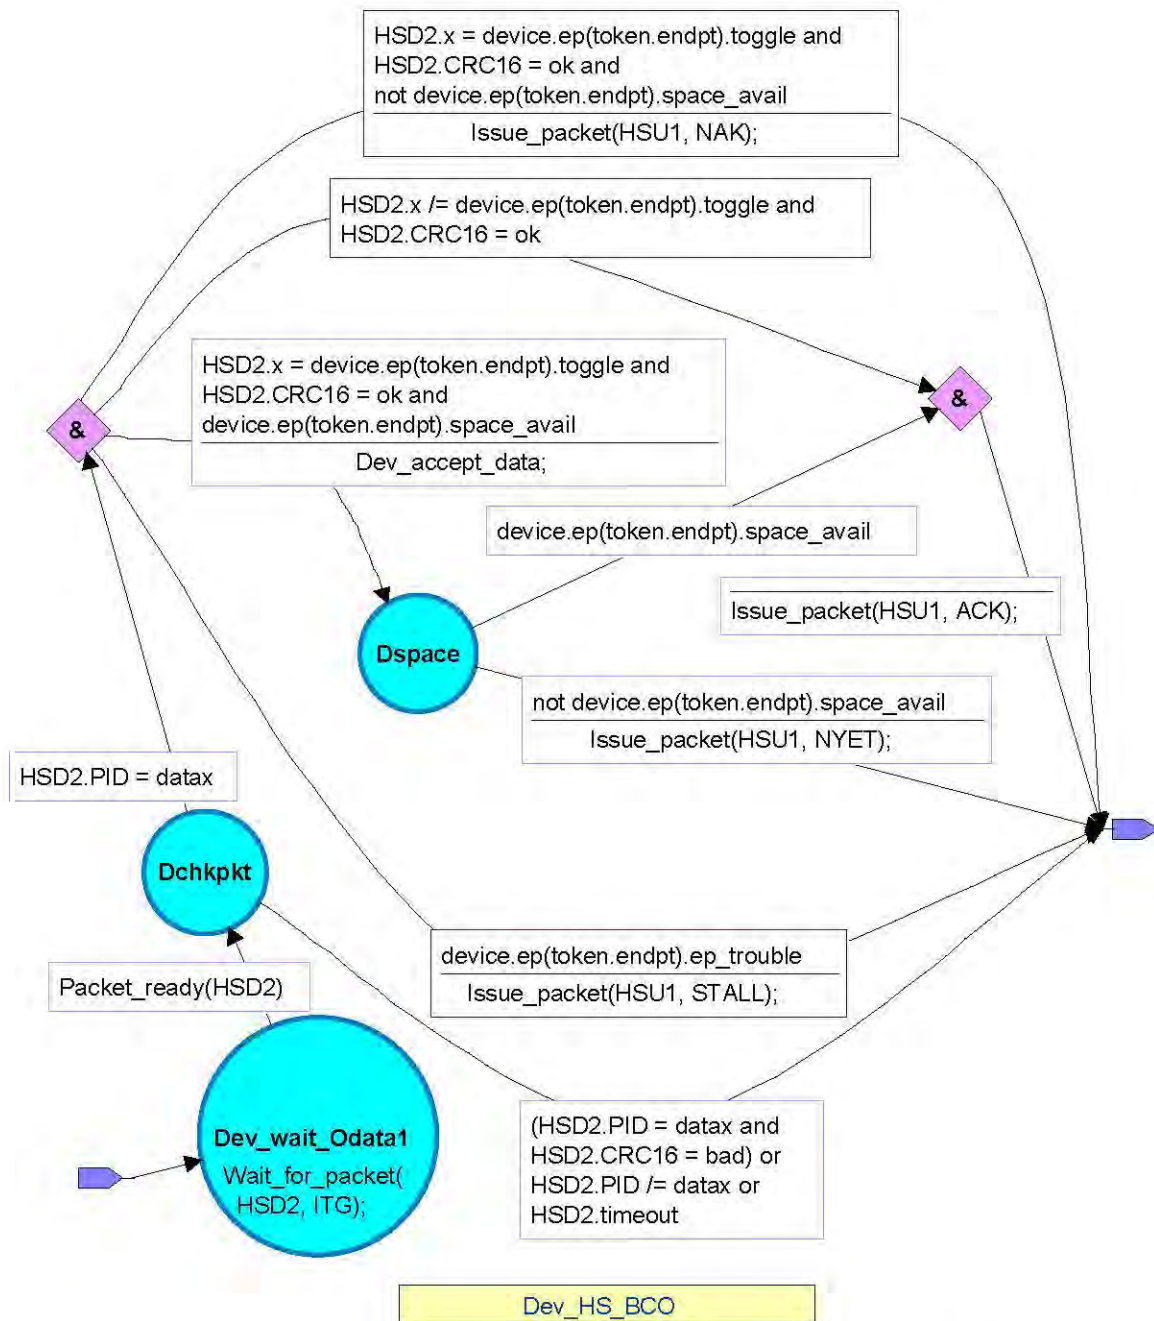 HSD2.x = device.ep(token.endpt).toggle and
HSD2.CRC16 = ok and
not device.ep(token.endpt).space_avail
Issue_packet(HSU1, NAK);
HSD2.x /= device.ep(token.endpt).toggle and
HSD2.CRC16 = ok
HSD2.x = device.ep(token.endpt).toggle and
HSD2.CRC16 = ok and
device.ep(token.endpt).space_avail
Dev_accept_data;
&
&
device.ep(token.endpt).space_avail
Issue_packet(HSU1, ACK);
Dspace
not device.ep(token.endpt).space_avail
Issue_packet(HSU1, NYET);
HSD2.PID = datax
Dchkpkt
device.ep(token.endpt).ep_trouble
Issue_packet(HSU1, STALL);
Packet_ready(HSD2)
Dev_wait_Odata1
Wait_for_packet(
HSD2, ITG);
(HSD2.PID = datax and
HSD2.CRC16 = bad) or
HSD2.PID /= datax or
HSD2.timeout
Dev_HS_BCO